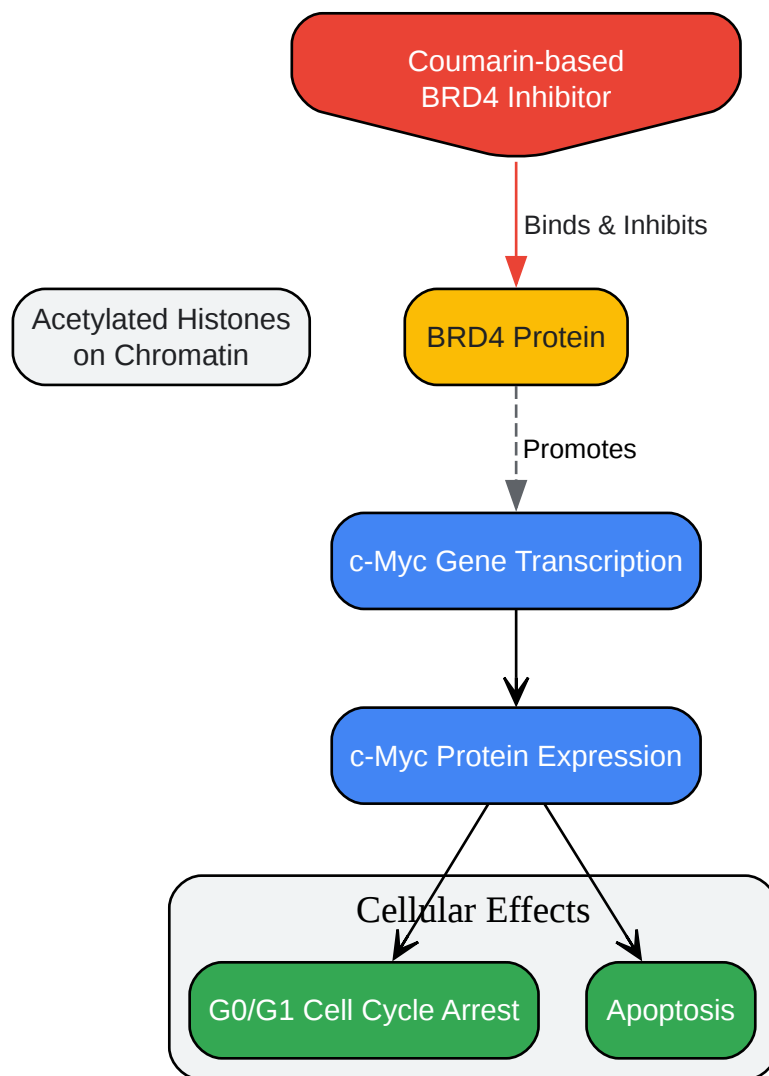 Coumarin-based
BRD4 Inhibitor
Binds & Inhibits
Acetylated Histones
on Chromatin
BRD4 Protein
Promotes
c-Myc Gene Transcription
c-Myc Protein Expression
Cellular Effects
G0/G1 Cell Cycle Arrest
Apoptosis